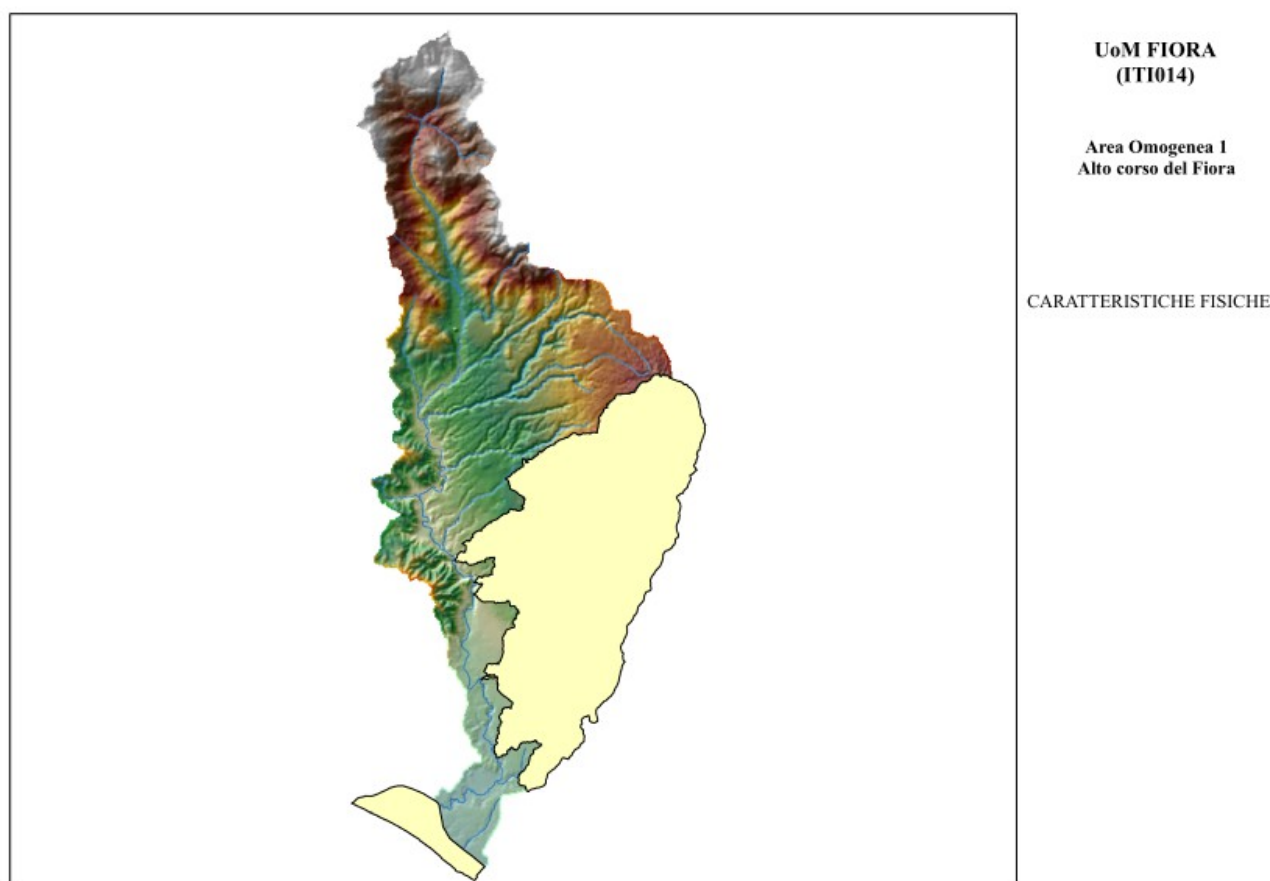 UoM FIORA
(ITI014)
Area Omogenea 1
Alto corso del Fiora
CARATTERISTICHE FISICHE